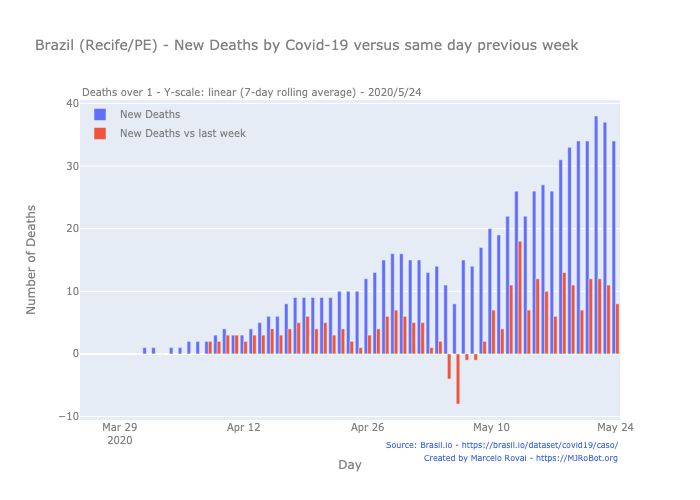 Brazil (Recife/PE) - New Deaths by Covid-19 versus same day previous week
Deaths over 1 - Y-scale: linear (7-day rolling average) - 2020/5/24
New Deaths
New Deaths vs last week
Number of Deaths
40
30
20
10
0
−10
Mar 29
2020
Apr 12
Apr 26
May 10
May 24
Day
Source: Brasil.io - https://brasil.io/dataset/covid19/caso/
Created by Marcelo Rovai - https://MJRoBot.org